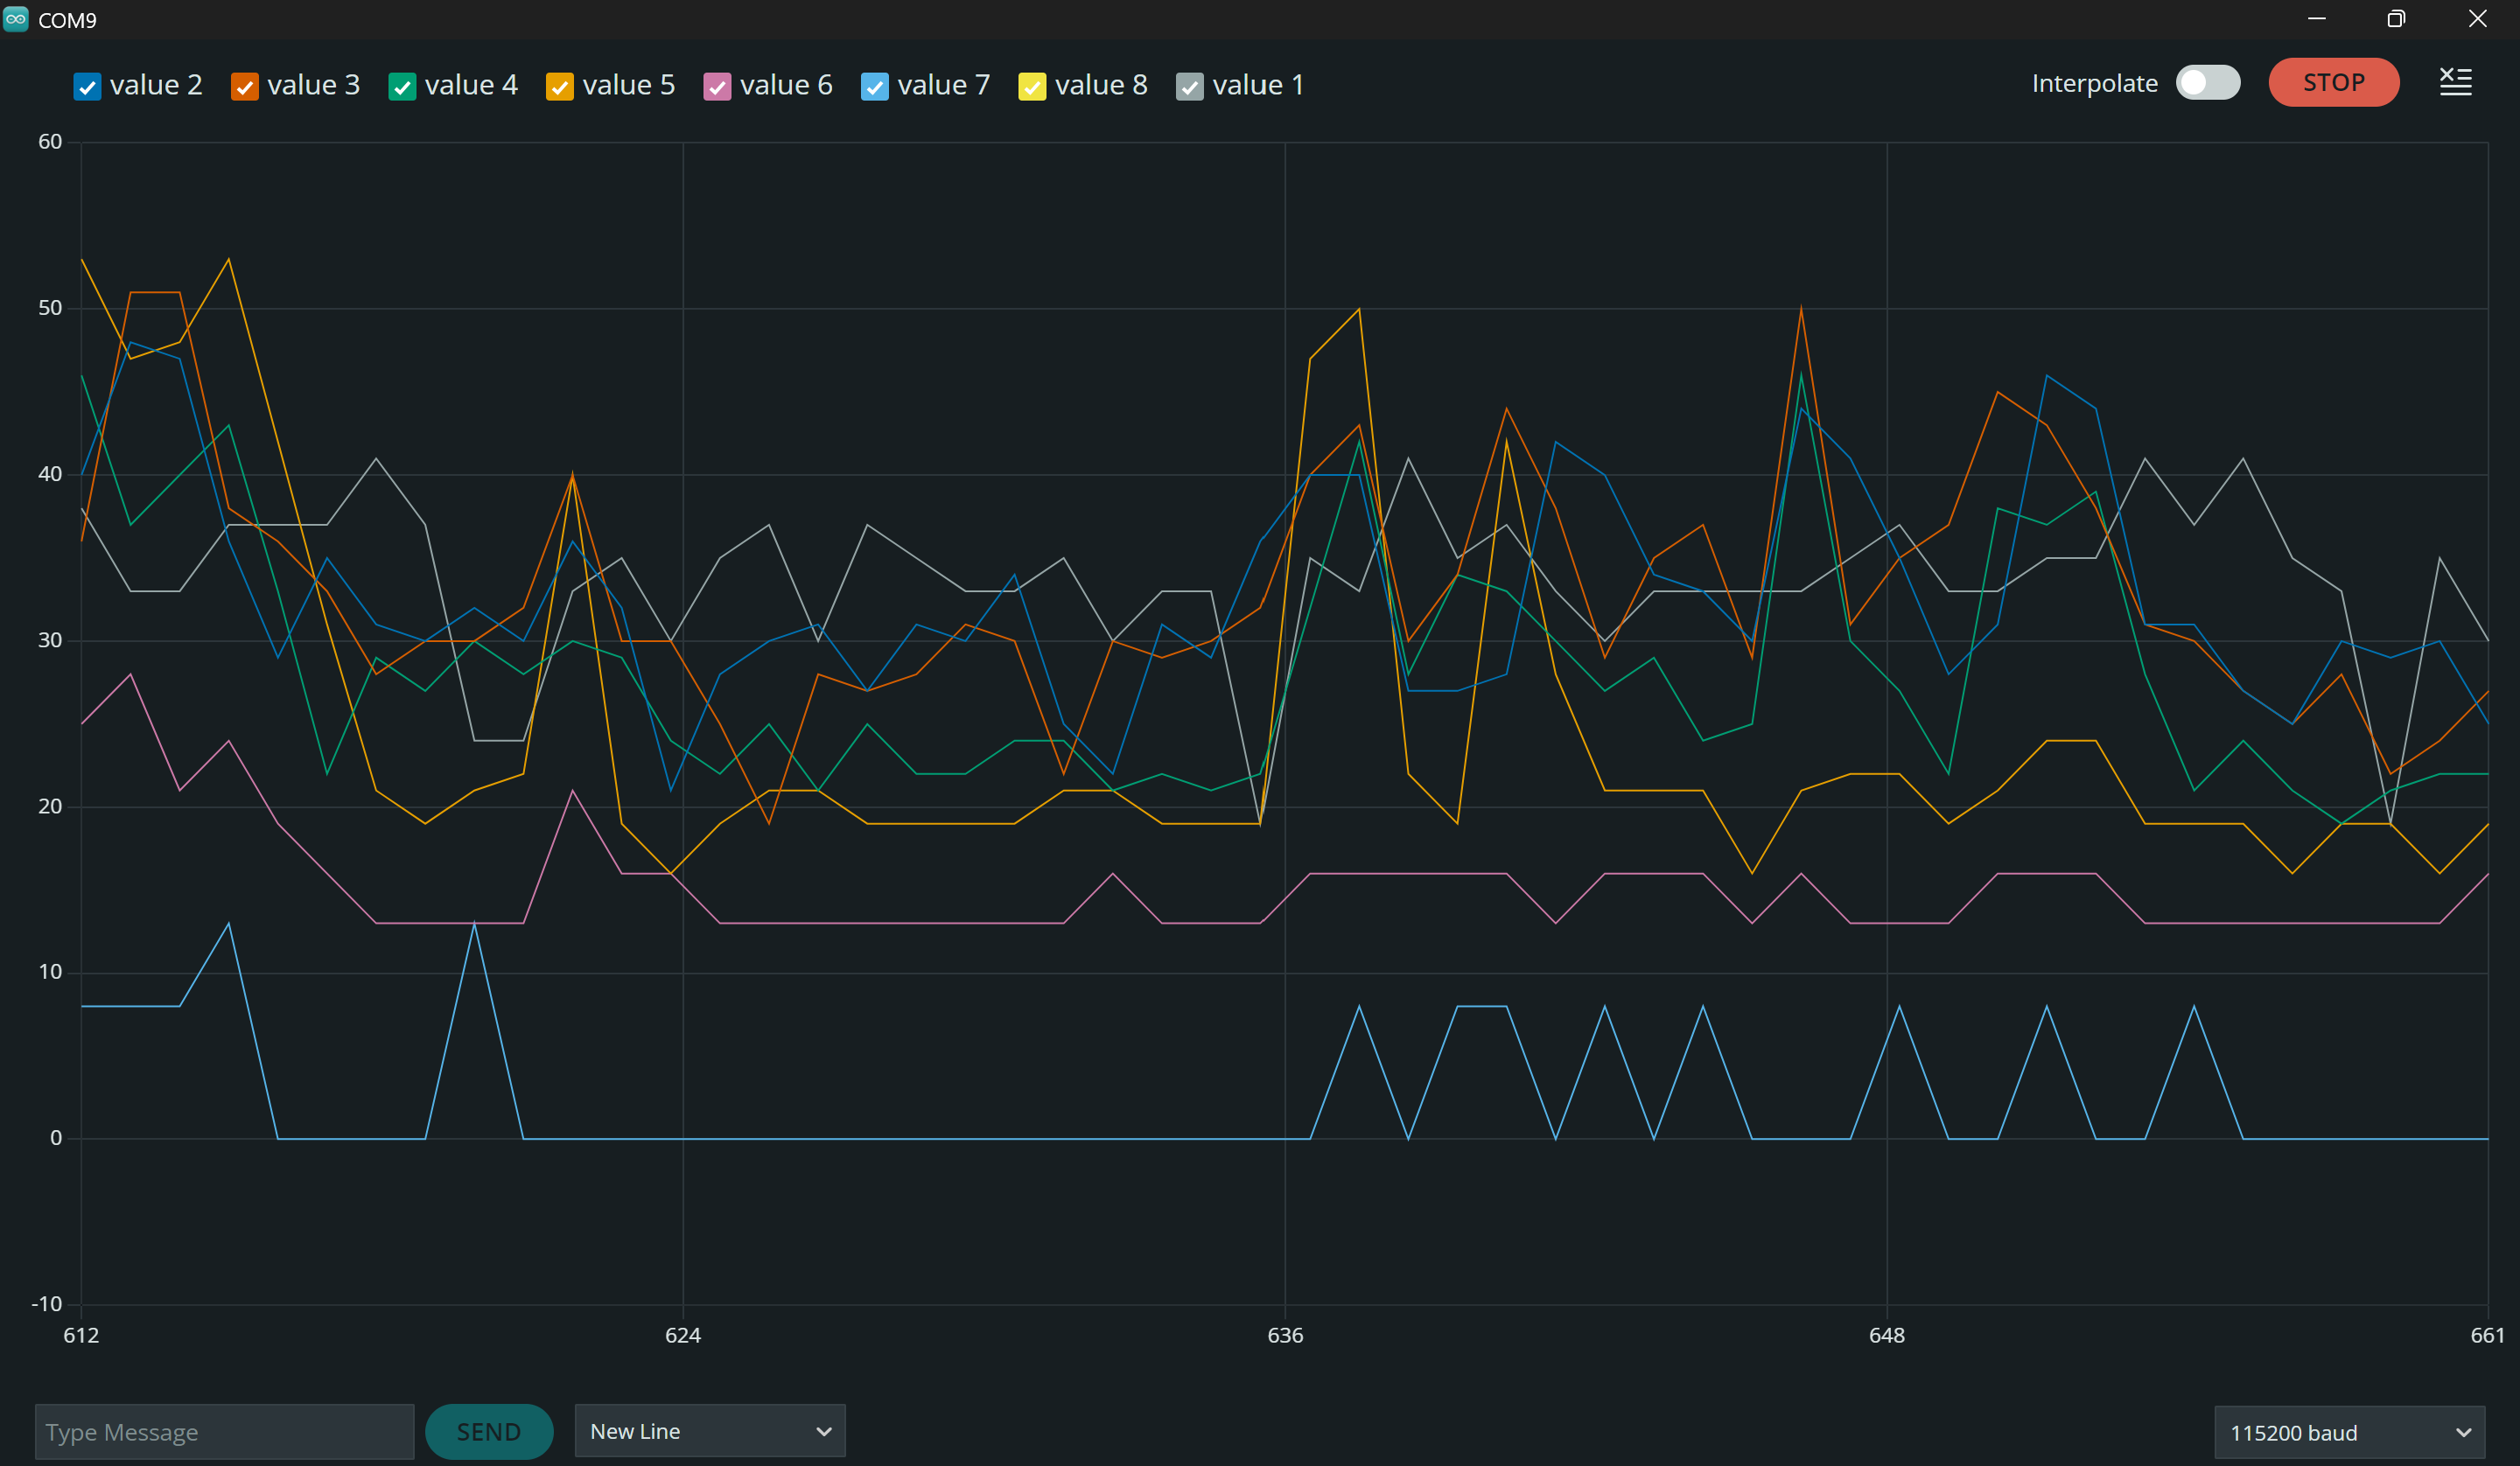 COM9
value 2 value 3 value 4 value 5 value 6 value 7 value 8 value 1 Interpolate STOP
60
50
40
30
20
10
0
-10
612 624 636 648 661
Type Message SEND New Line 115200 baud